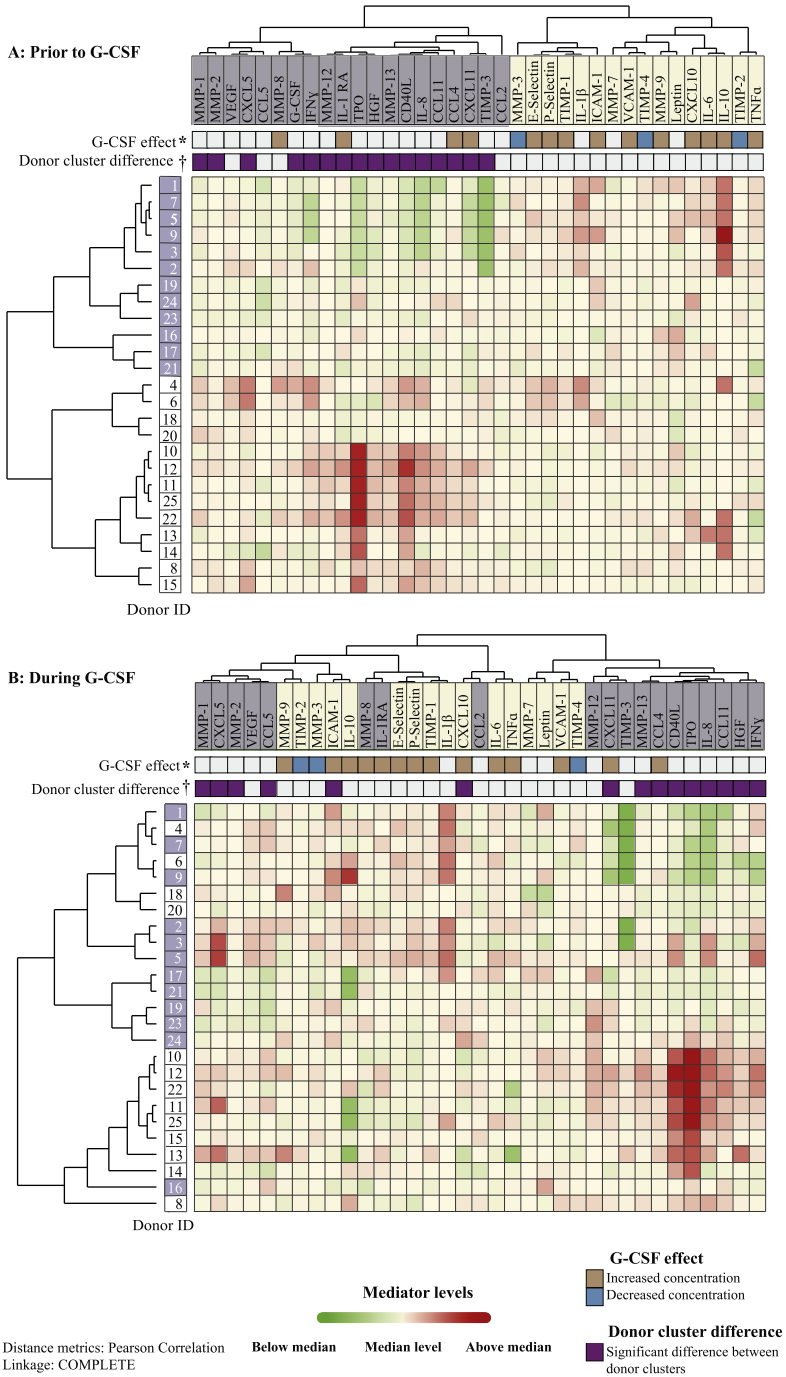 A: Prior to G-CSF
MMP-1
MMP-2
VEGF
CXCL5
CCL5
MMP-8
G-CSF
IFNγ
MMP-12
IL-1 RA
TPO
HGF
MMP-13
CD40L
IL-8
CCL11
CCL4
CXCL11
TIMP-3
CCL2
MMP-3
E-Selectin
P-Selectin
TIMP-1
IL-1β
ICAM-1
MMP-7
VCAM-1
TIMP-4
MMP-9
Leptin
CXCL10
IL-6
IL-10
TIMP-2
TNFα
G-CSF effect*
Donor cluster difference †
1
7
5
9
3
2
19
24
23
16
17
21
4
6
18
20
10
12
11
25
22
13
14
8
15
Donor ID
B: During G-CSF
MMP-1
CXCL5
MMP-2
VEGF
CCL5
MMP-9
TIMP-2
MMP-3
ICAM-1
IL-10
MMP-8
IL-1RA
E-Selectin
P-Selectin
TIMP-1
IL-1β
CXCL10
CCL2
IL-6
TNFα
MMP-7
Leptin
VCAM-1
TIMP-4
MMP-12
CXCL11
TIMP-3
MMP-13
CCL4
CD40L
TPO
IL-8
CCL11
HGF
IFNγ
G-CSF effect*
Donor cluster difference †
1
4
7
6
9
18
20
2
3
5
17
21
19
23
24
10
12
22
11
25
15
13
14
16
8
Donor ID
G-CSF effect
Increased concentration
Decreased concentration
Mediator levels
Below median Median level Above median
Donor cluster difference
Significant difference between
donor clusters
Distance metrics: Pearson Correlation
Linkage: COMPLETE